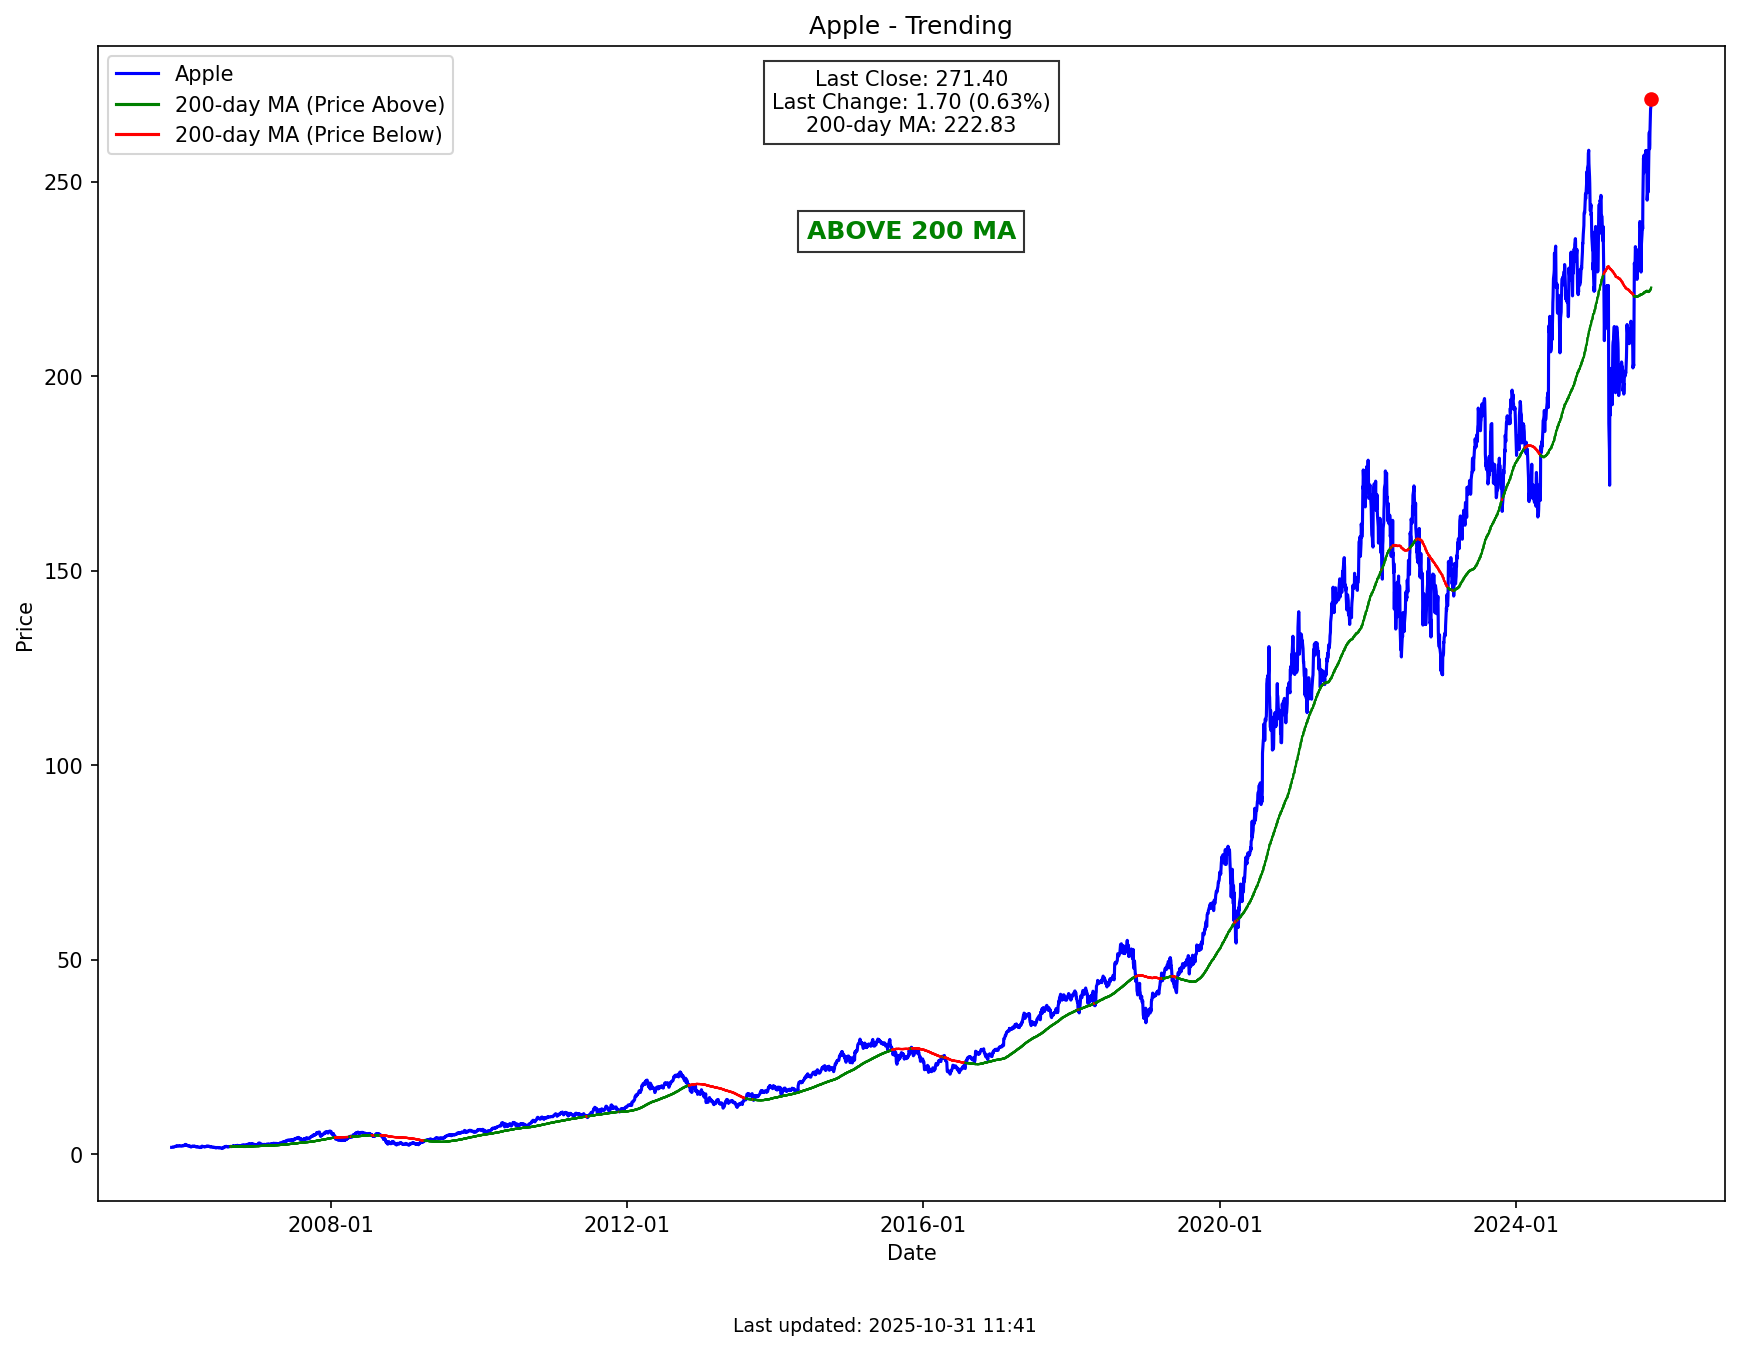 Apple - Trending
Apple
200-day MA (Price Above)
200-day MA (Price Below)
Last Close: 271.40
Last Change: 1.70 (0.63%)
200-day MA: 222.83
ABOVE 200 MA
Price
250
200
150
100
50
0
2008-01
2012-01
2016-01
2020-01
2024-01
Date
Last updated: 2025-10-31 11:41